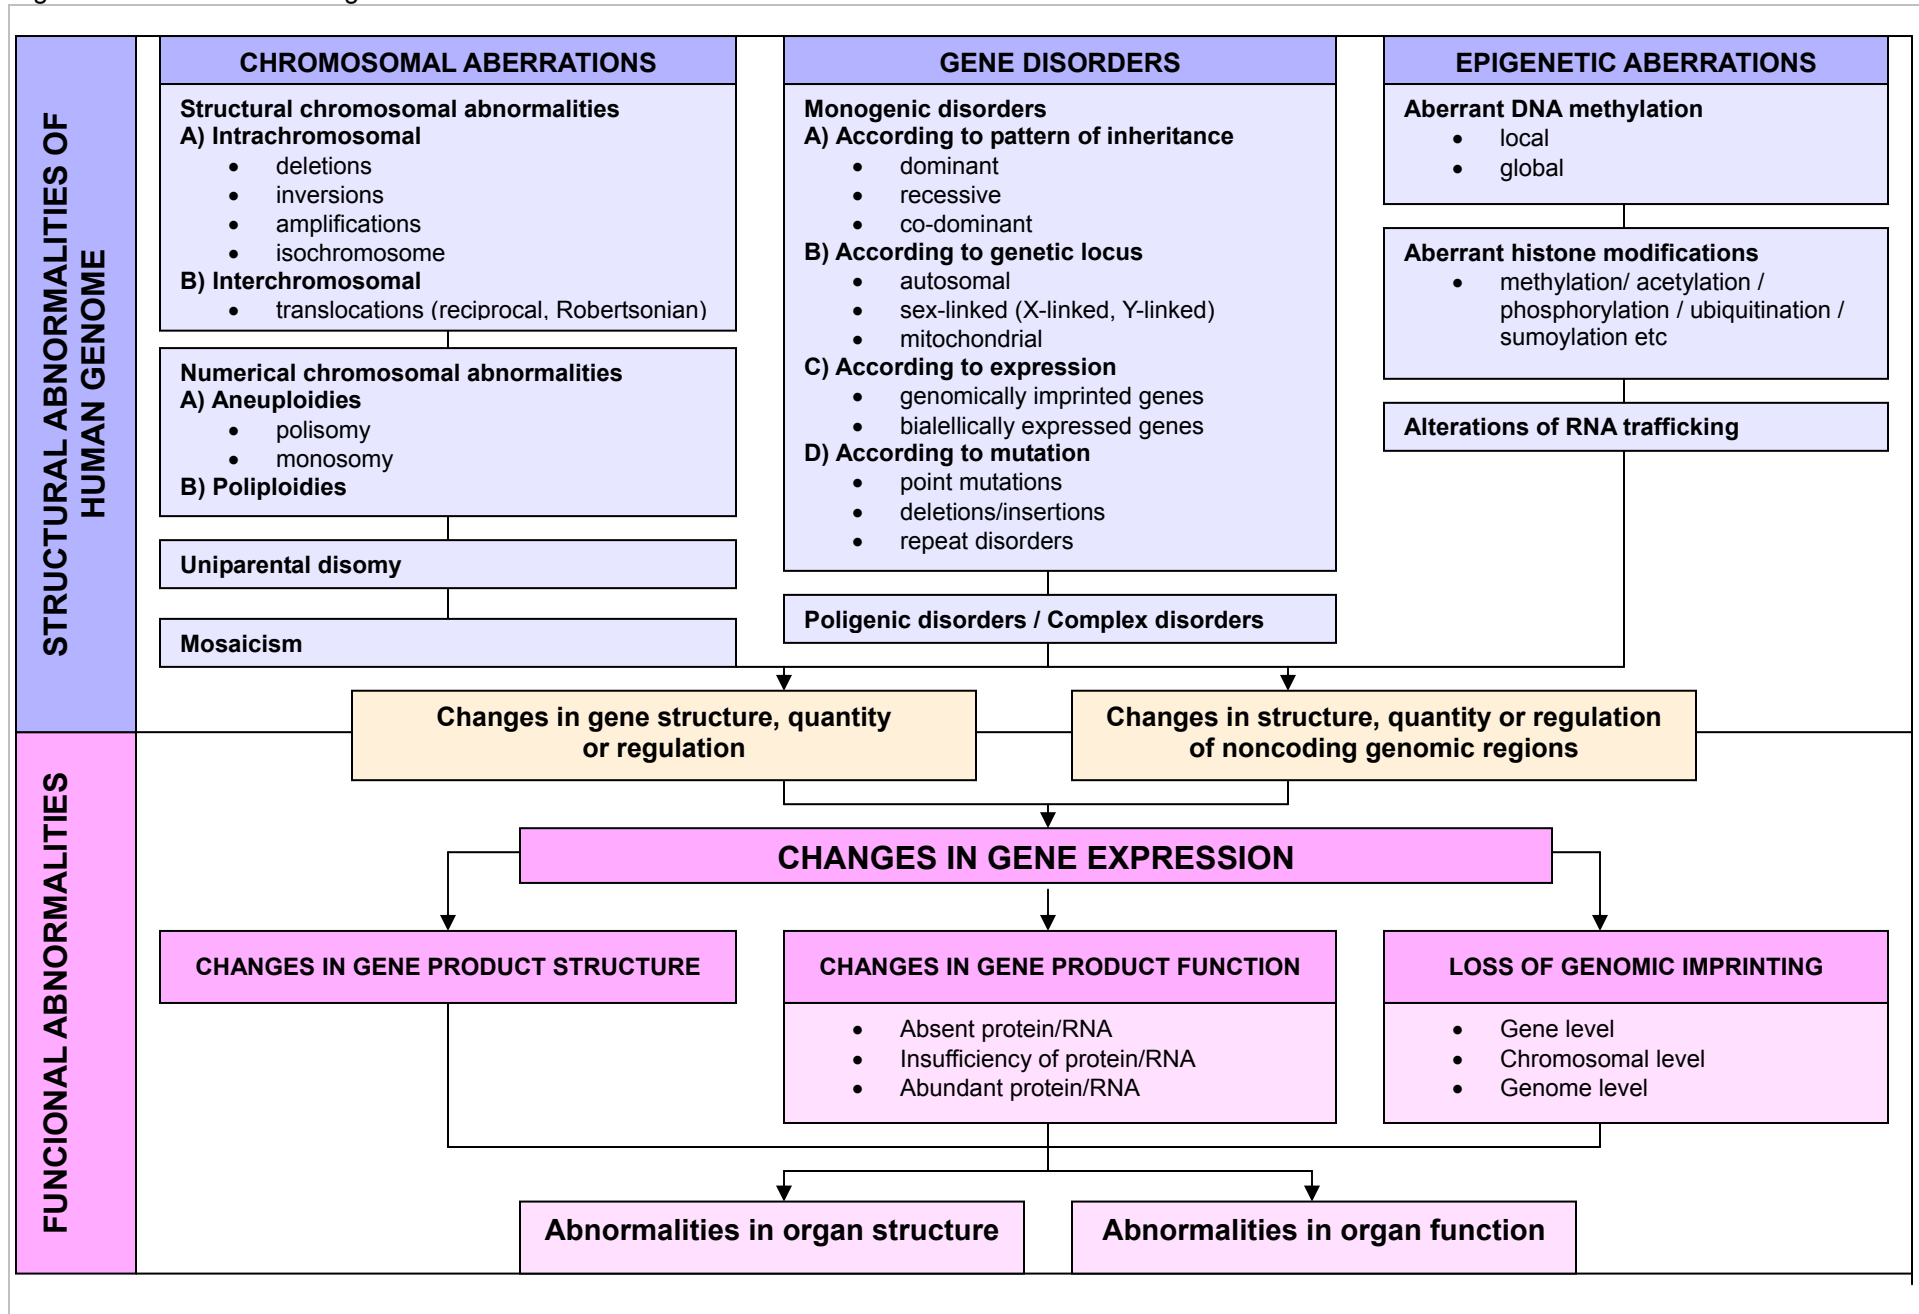 STRUCTURAL ABNORMALITIES OF
HUMAN GENOME
CHROMOSOMAL ABERRATIONS
Structural chromosomal abnormalities
A) Intrachromosomal
• deletions
• inversions
• amplifications
• isochromosome
B) Interchromosomal
• translocations (reciprocal, Robertsonian)
Numerical chromosomal abnormalities
A) Aneuploidies
• polisomy
• monosomy
B) Poliploidies
Uniparental disomy
Mosaicism
GENE DISORDERS
Monogenic disorders
A) According to pattern of inheritance
• dominant
• recessive
• co-dominant
B) According to genetic locus
• autosomal
• sex-linked (X-linked, Y-linked)
• mitochondrial
C) According to expression
• genomically imprinted genes
• bialellically expressed genes
D) According to mutation
• point mutations
• deletions/insertions
• repeat disorders
Poligenic disorders / Complex disorders
EPIGENETIC ABERRATIONS
Aberrant DNA methylation
• local
• global
Aberrant histone modifications
• methylation/ acetylation /
phosphorylation / ubiquitination /
sumoylation etc
Alterations of RNA trafficking
Changes in gene structure, quantity
or regulation
Changes in structure, quantity or regulation
of noncoding genomic regions
FUNCIONAL ABNORMALITIES
CHANGES IN GENE EXPRESSION
CHANGES IN GENE PRODUCT STRUCTURE
CHANGES IN GENE PRODUCT FUNCTION
• Absent protein/RNA
• Insufficiency of protein/RNA
• Abundant protein/RNA
LOSS OF GENOMIC IMPRINTING
• Gene level
• Chromosomal level
• Genome level
Abnormalities in organ structure
Abnormalities in organ function